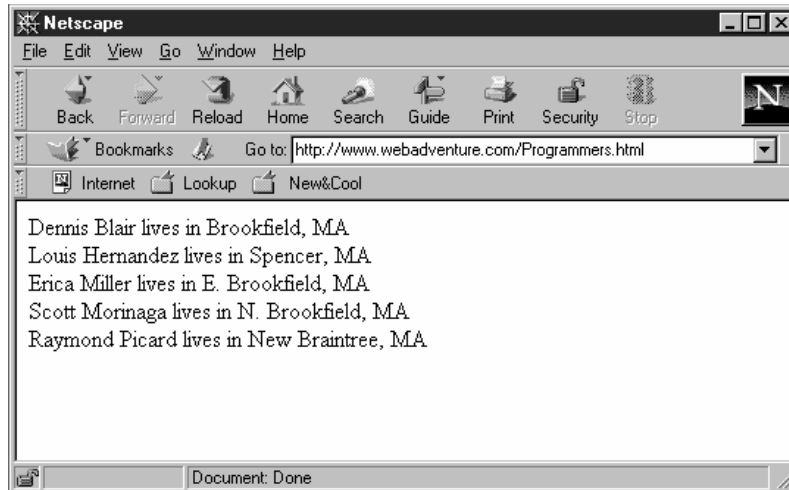 Netscape
File Edit View Go Window Help
Back Forward Reload Home Search Guide Print Security Stop
N
Bookmarks Go to: http://www.webadventure.com/Programmers.html
Internet Lookup New&Cool
Dennis Blair lives in Brookfield, MA
Louis Hernandez lives in Spencer, MA
Erica Miller lives in E. Brookfield, MA
Scott Morinaga lives in N. Brookfield, MA
Raymond Picard lives in New Braintree, MA
Document: Done